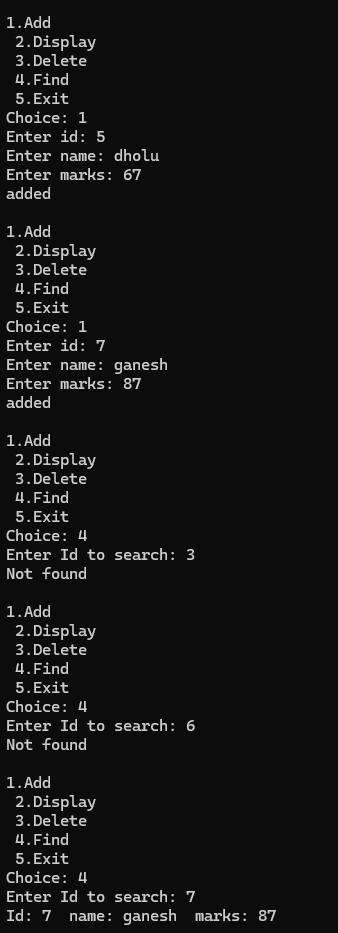 1.Add
 2.Display
 3.Delete
 4.Find
 5.Exit
Choice: 1
Enter id: 5
Enter name: dholu
Enter marks: 67
added

1.Add
 2.Display
 3.Delete
 4.Find
 5.Exit
Choice: 1
Enter id: 7
Enter name: ganesh
Enter marks: 87
added

1.Add
 2.Display
 3.Delete
 4.Find
 5.Exit
Choice: 4
Enter Id to search: 3
Not found

1.Add
 2.Display
 3.Delete
 4.Find
 5.Exit
Choice: 4
Enter Id to search: 6
Not found

1.Add
 2.Display
 3.Delete
 4.Find
 5.Exit
Choice: 4
Enter Id to search: 7
Id: 7  name: ganesh  marks: 87